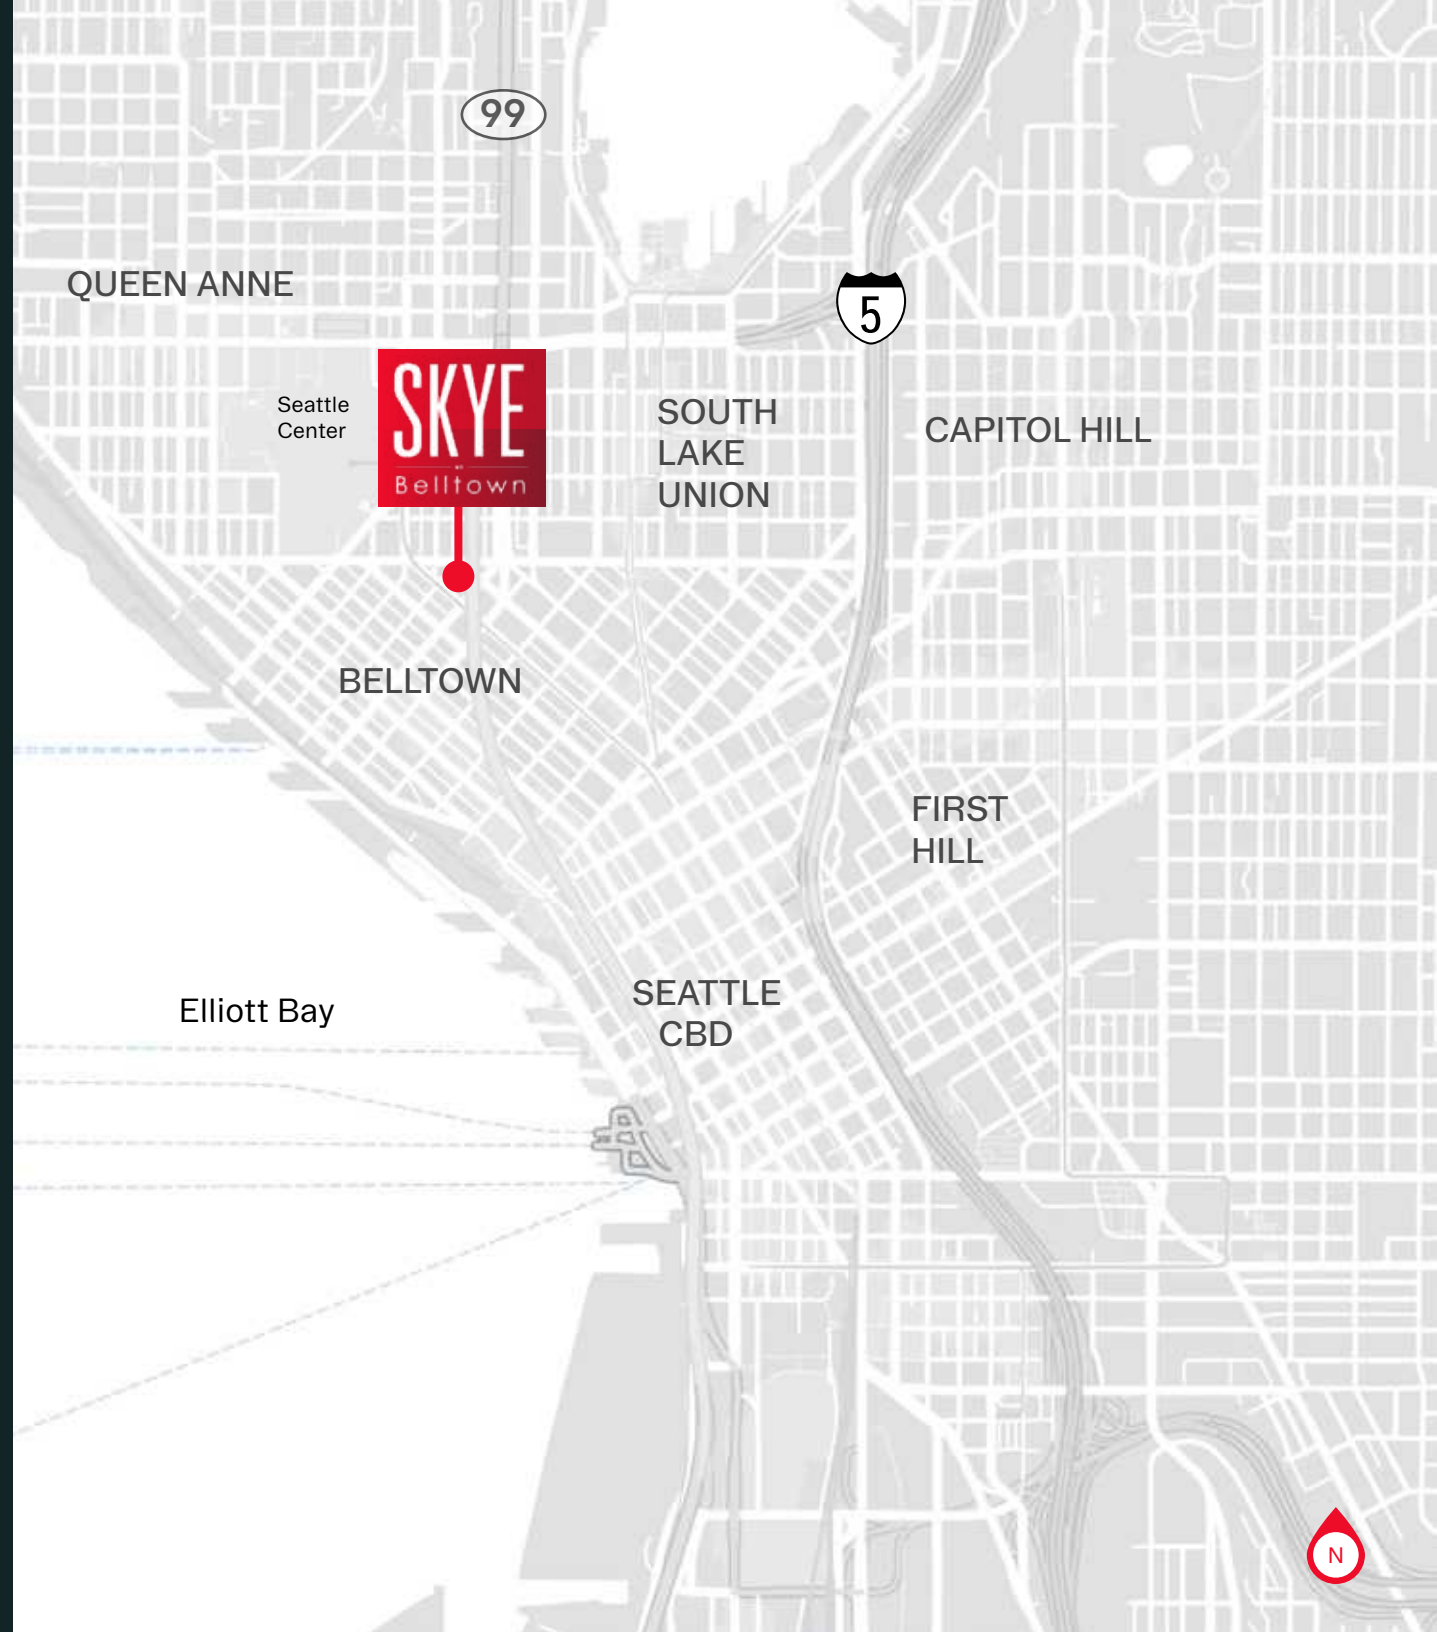 99
QUEEN ANNE
5
Seattle
Center
SKYE
AT
Belltown
SOUTH
LAKE
UNION
CAPITOL HILL
BELLTOWN
FIRST
HILL
SEATTLE
CBD
Elliott Bay
N